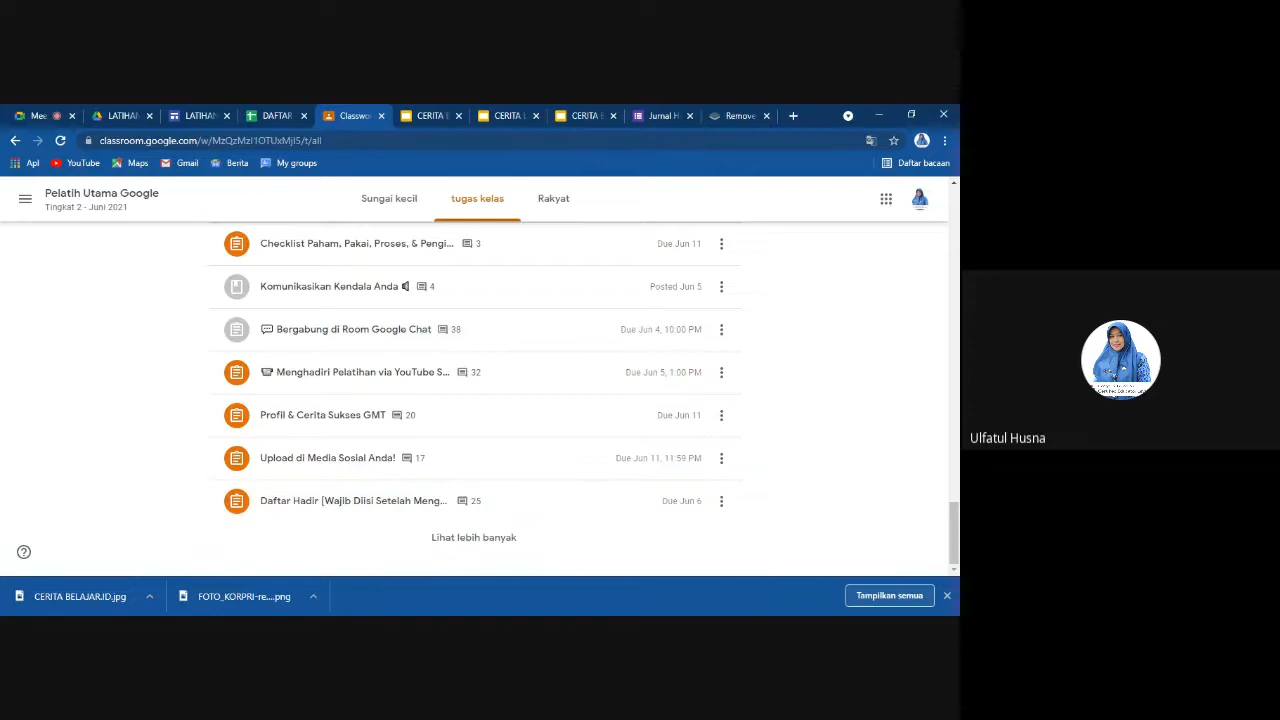 Mee
LATIHAN
LATIHAN
DAFTAR
Classwo
CERITA E
CERITA L
CERITA E
Jurnal H
Remove
classroom.google.com/w/MzQzMzI1OTUxMjI5/t/all
Apl
YouTube
Maps
Gmail
Berita
My groups
Daftar bacaan
Pelatih Utama Google
Tingkat 2 - Juni 2021
Sungai kecil
tugas kelas
Rakyat
Checklist Paham, Pakai, Proses, & Pengi... 3 Due Jun 11
Komunikasikan Kendala Anda 4 Posted Jun 5
Bergabung di Room Google Chat 38 Due Jun 4, 10:00 PM
Menghadiri Pelatihan via YouTube S... 32 Due Jun 5, 1:00 PM
Profil & Cerita Sukses GMT 20 Due Jun 11
Upload di Media Sosial Anda! 17 Due Jun 11, 11:59 PM
Daftar Hadir [Wajib Diisi Setelah Meng... 25 Due Jun 6
Lihat lebih banyak
CERITA BELAJAR.ID.jpg
FOTO_KORPRI-re....png
Tampilkan semua
Ulfatul Husna